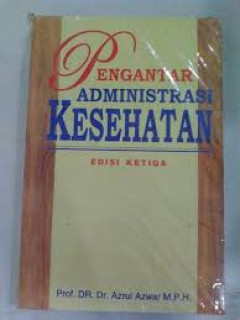 PENGANTAR
ADMINISTRASI
KESEHATAN
EDISI KETIGA
Prof. DR. Dr. Azrul Azwar M.P.H.